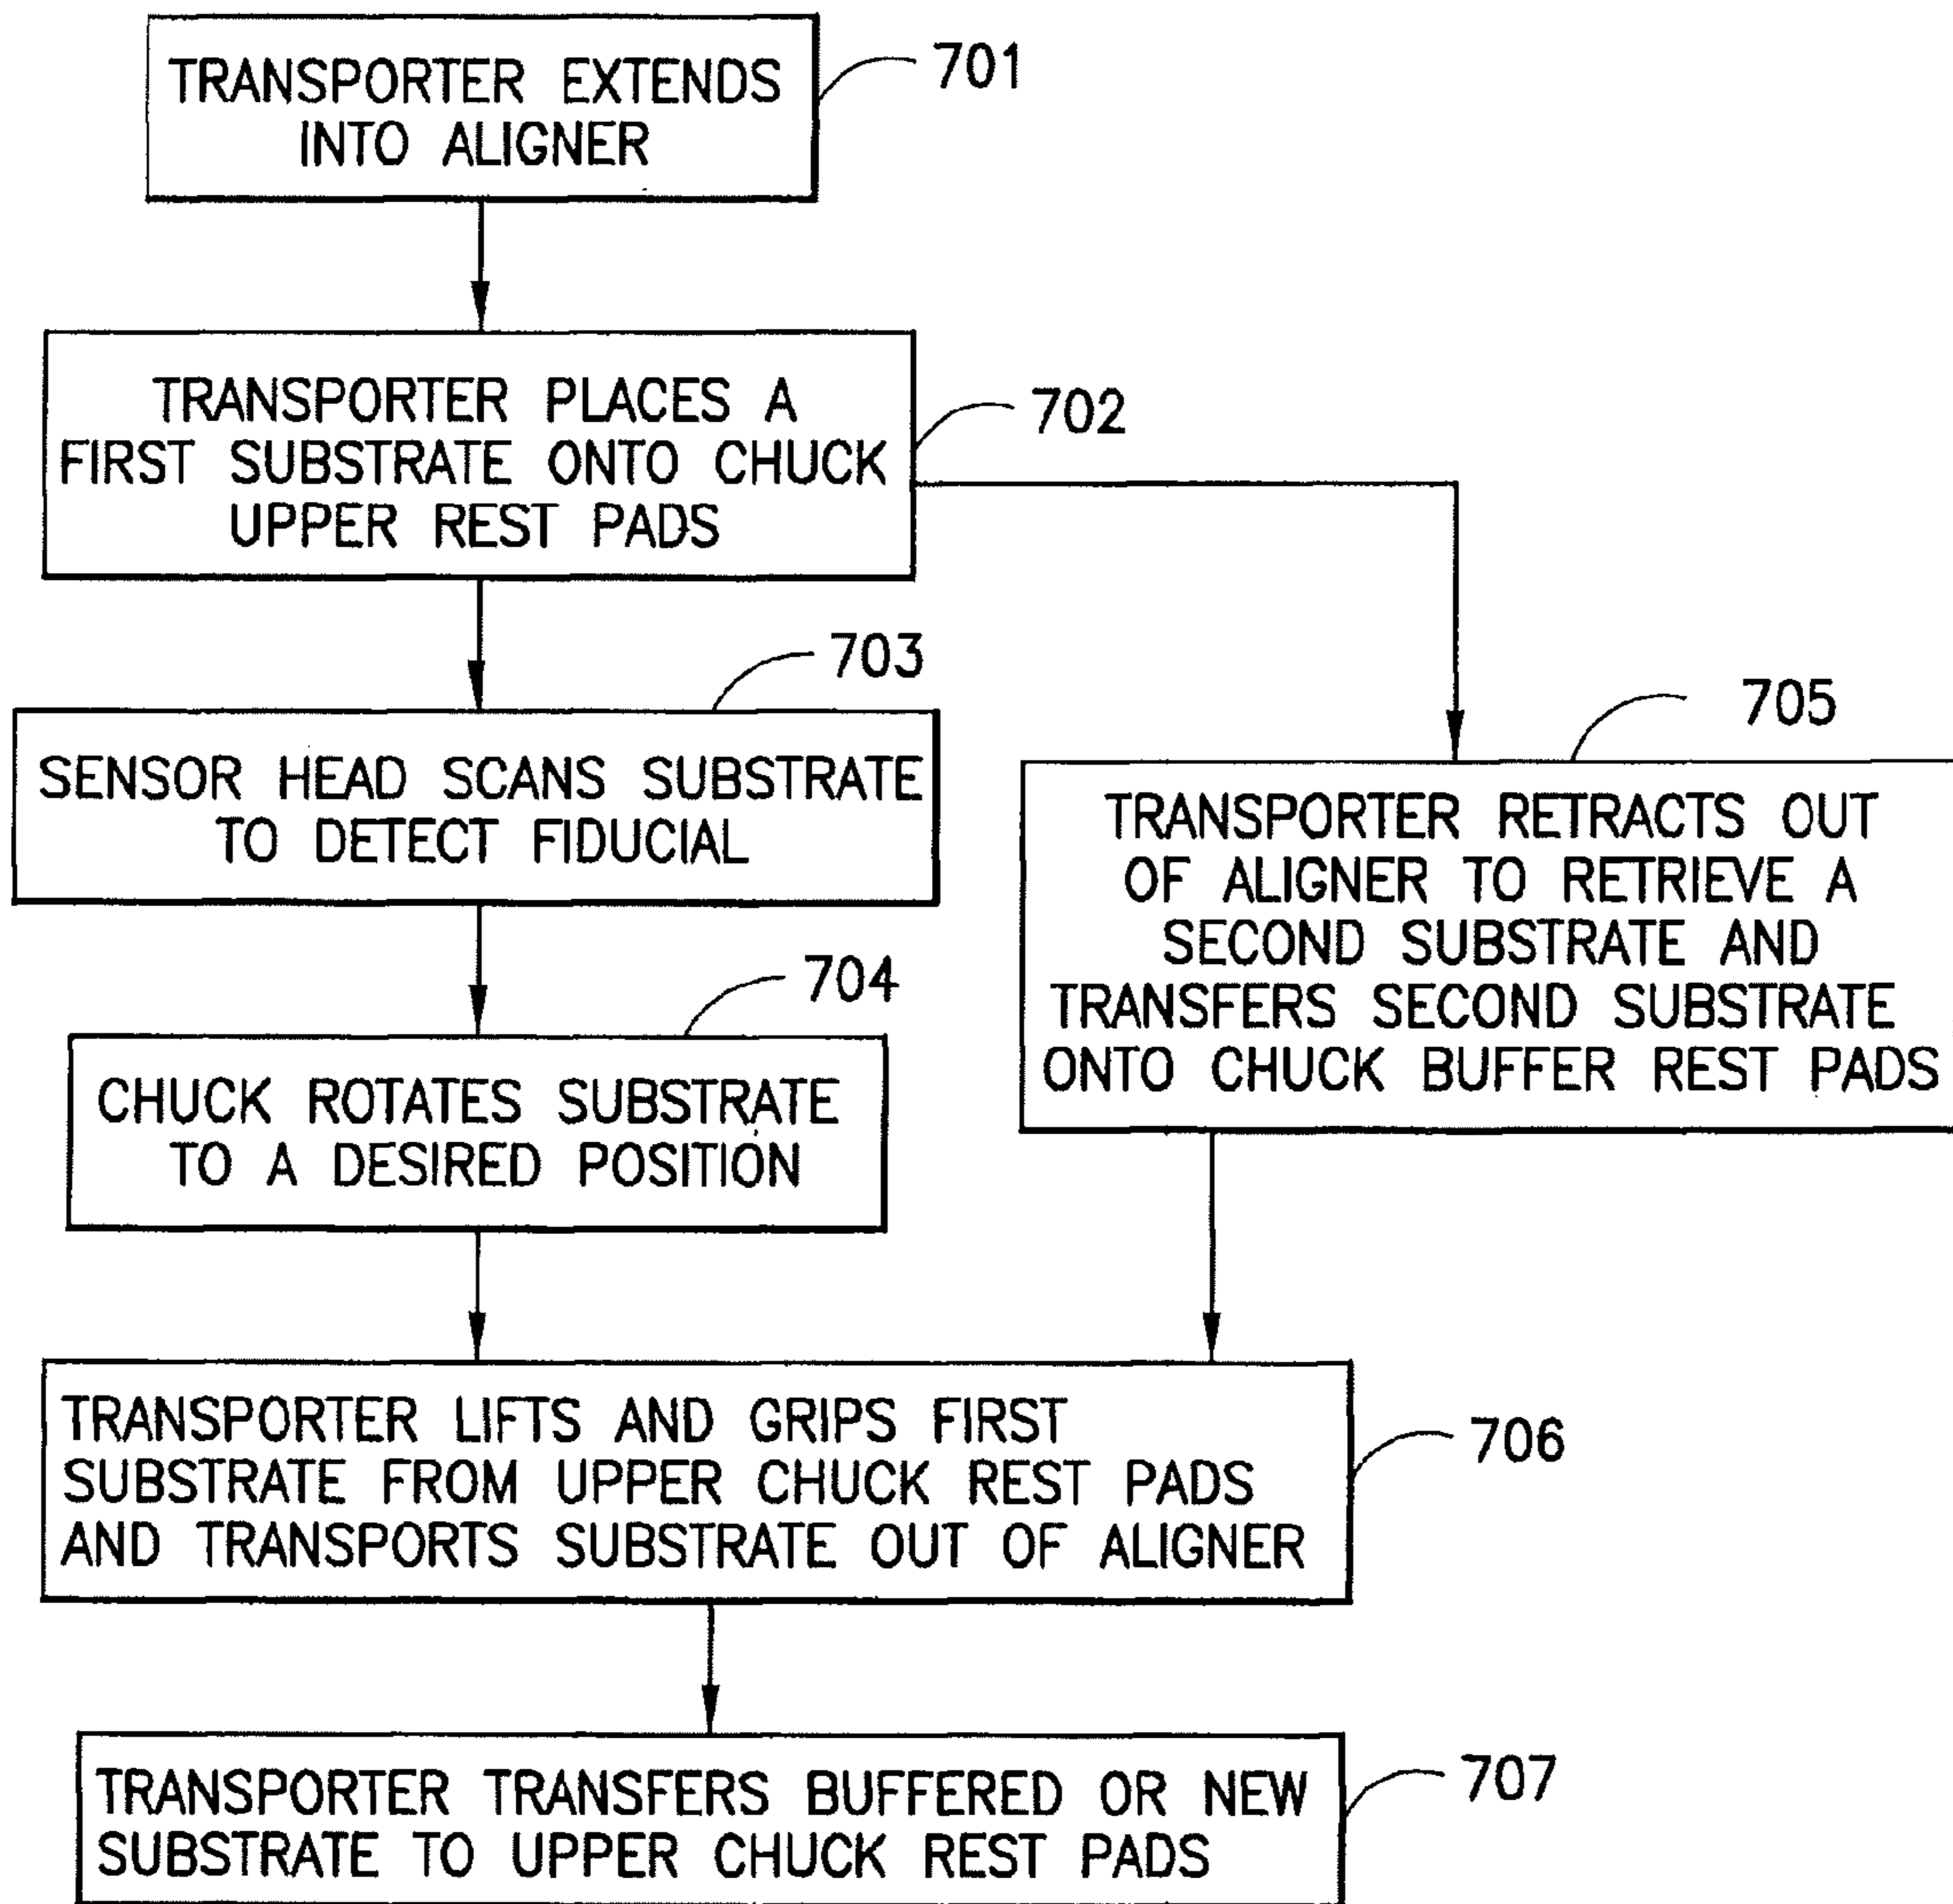 TRANSPORTER EXTENDS
INTO ALIGNER
701
TRANSPORTER PLACES A
FIRST SUBSTRATE ONTO CHUCK
UPPER REST PADS
702
703
SENSOR HEAD SCANS SUBSTRATE
TO DETECT FIDUCIAL
704
CHUCK ROTATES SUBSTRATE
TO A DESIRED POSITION
705
TRANSPORTER RETRACTS OUT
OF ALIGNER TO RETRIEVE A
SECOND SUBSTRATE AND
TRANSFERS SECOND SUBSTRATE
ONTO CHUCK BUFFER REST PADS
TRANSPORTER LIFTS AND GRIPS FIRST
SUBSTRATE FROM UPPER CHUCK REST PADS
AND TRANSPORTS SUBSTRATE OUT OF ALIGNER
706
TRANSPORTER TRANSFERS BUFFERED OR NEW
SUBSTRATE TO UPPER CHUCK REST PADS
707